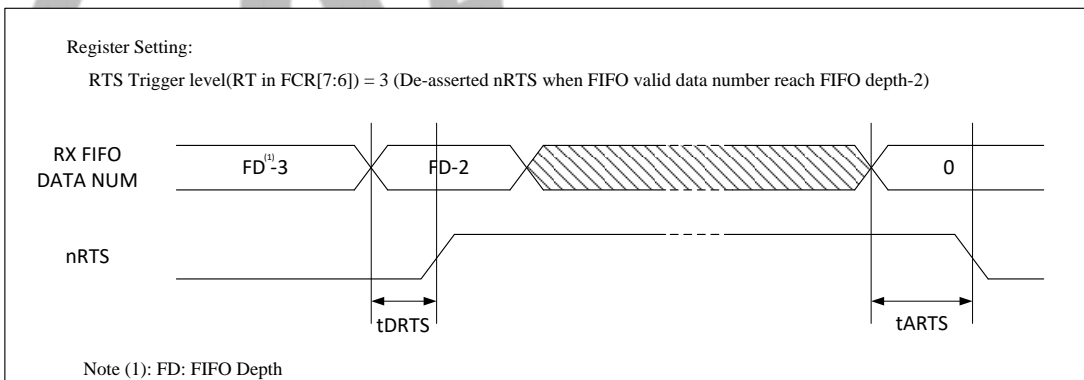 Register Setting:
RTS Trigger level(RT in FCR[7:6]) = 3 (De-asserted nRTS when FIFO valid data number reach FIFO depth-2)
RX FIFO
DATA NUM
FD(1)-3
FD-2
0
nRTS
tDRTS
tARTS
Note (1): FD: FIFO Depth